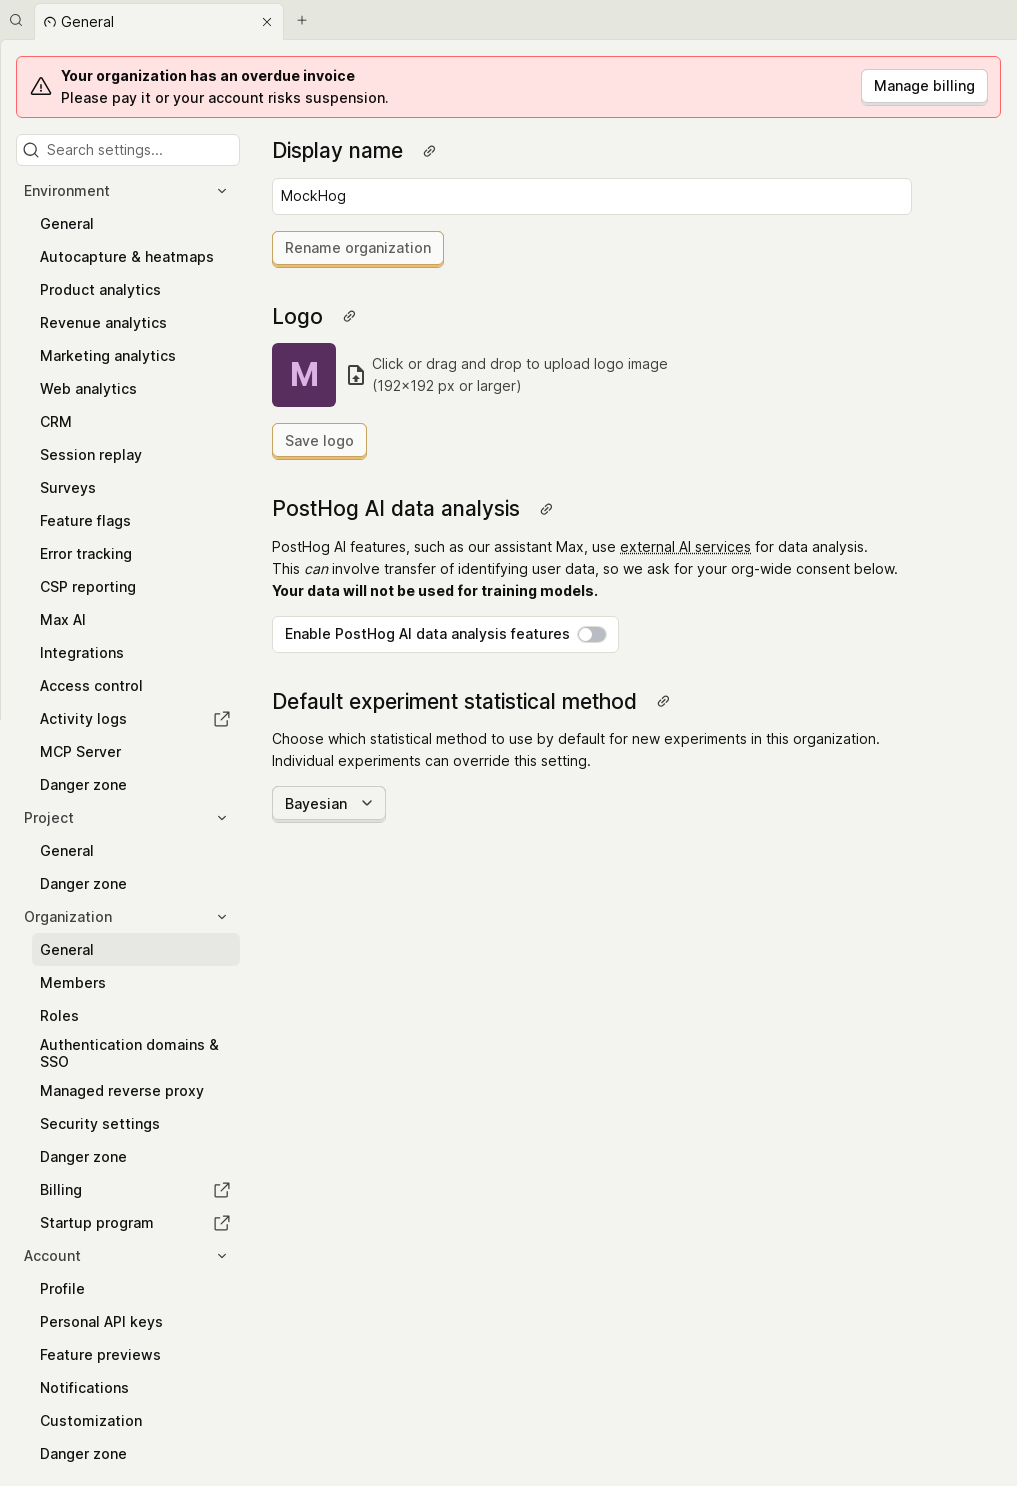 General
Your organization has an overdue invoice
Please pay it or your account risks suspension.
Manage billing
Search settings...
Environment
General
Autocapture & heatmaps
Product analytics
Revenue analytics
Marketing analytics
Web analytics
CRM
Session replay
Surveys
Feature flags
Error tracking
CSP reporting
Max AI
Integrations
Access control
Activity logs
MCP Server
Danger zone
Project
General
Danger zone
Organization
General
Members
Roles
Authentication domains &
SSO
Managed reverse proxy
Security settings
Danger zone
Billing
Startup program
Account
Profile
Personal API keys
Feature previews
Notifications
Customization
Danger zone
Display name
MockHog
Rename organization
Logo
M
Click or drag and drop to upload logo image
(192×192 px or larger)
Save logo
PostHog AI data analysis
PostHog AI features, such as our assistant Max, use external AI services for data analysis.
This can involve transfer of identifying user data, so we ask for your org-wide consent below.
Your data will not be used for training models.
Enable PostHog AI data analysis features
Default experiment statistical method
Choose which statistical method to use by default for new experiments in this organization.
Individual experiments can override this setting.
Bayesian